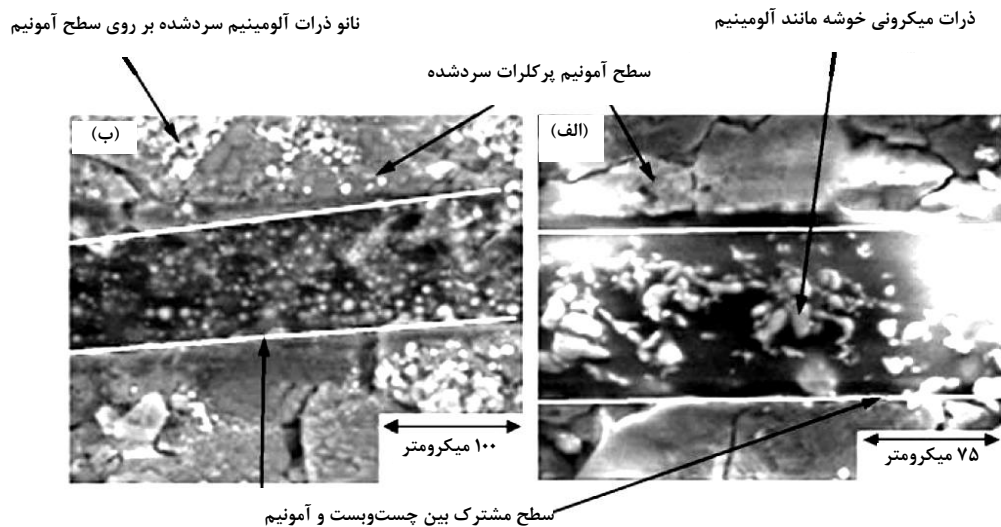 ذرات میکرونی خوشه مانند آلومینیم
نانو ذرات آلومینیم سردشده بر روی سطح آمونیم
سطح آمونیم پرکلرات سردشده
(الف)
(ب)
۷۵ میکرومتر
۱۰۰ میکرومتر
سطح مشترک بین چست‌وبست و آمونیم